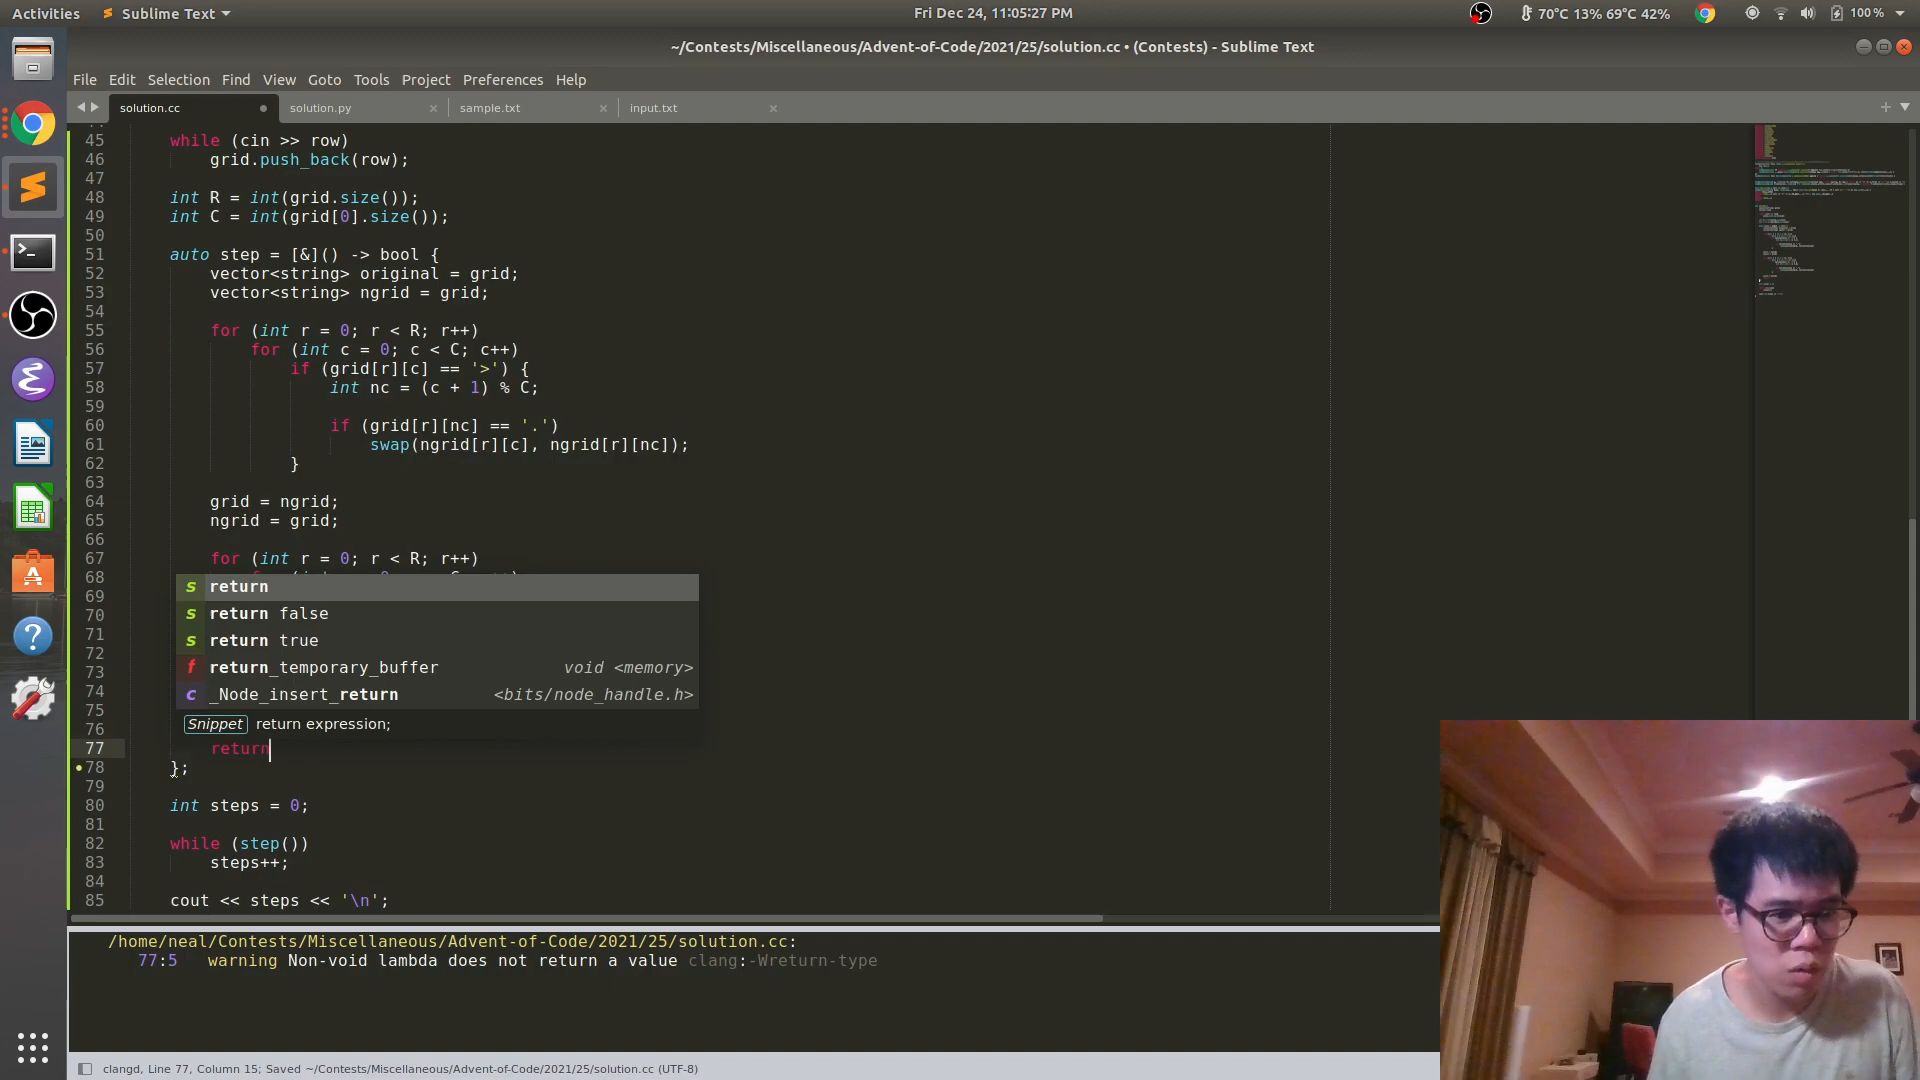 Activities
Sublime Text
Fri Dec 24, 11:05:27 PM
70°C 13% 69°C 42%
100 %
~/Contests/Miscellaneous/Advent-of-Code/2021/25/solution.cc • (Contests) - Sublime Text
File Edit Selection Find View Goto Tools Project Preferences Help
solution.cc
solution.py
sample.txt
input.txt
45 while (cin >> row)
46 grid.push_back(row);
47
48 int R = int(grid.size());
49 int C = int(grid[0].size());
50
51 auto step = [&]() -> bool {
52 vector<string> original = grid;
53 vector<string> ngrid = grid;
54
55 for (int r = 0; r < R; r++)
56 for (int c = 0; c < C; c++)
57 if (grid[r][c] == '>') {
58 int nc = (c + 1) % C;
59
60 if (grid[r][nc] == '.')
61 swap(ngrid[r][c], ngrid[r][nc]);
62 }
63
64 grid = ngrid;
65 ngrid = grid;
66
67 for (int r = 0; r < R; r++)
68
69 s return
70 s return false
71 s return true
72 f return_temporary_buffer void <memory>
73
74 c _Node_insert_return <bits/node_handle.h>
75
76 Snippet return expression;
77 return
78 };
79
80 int steps = 0;
81
82 while (step())
83 steps++;
84
85 cout << steps << '\n';
/home/neal/Contests/Miscellaneous/Advent-of-Code/2021/25/solution.cc:
77:5 warning Non-void lambda does not return a value clang:-Wreturn-type
clangd, Line 77, Column 15; Saved ~/Contests/Miscellaneous/Advent-of-Code/2021/25/solution.cc (UTF-8)